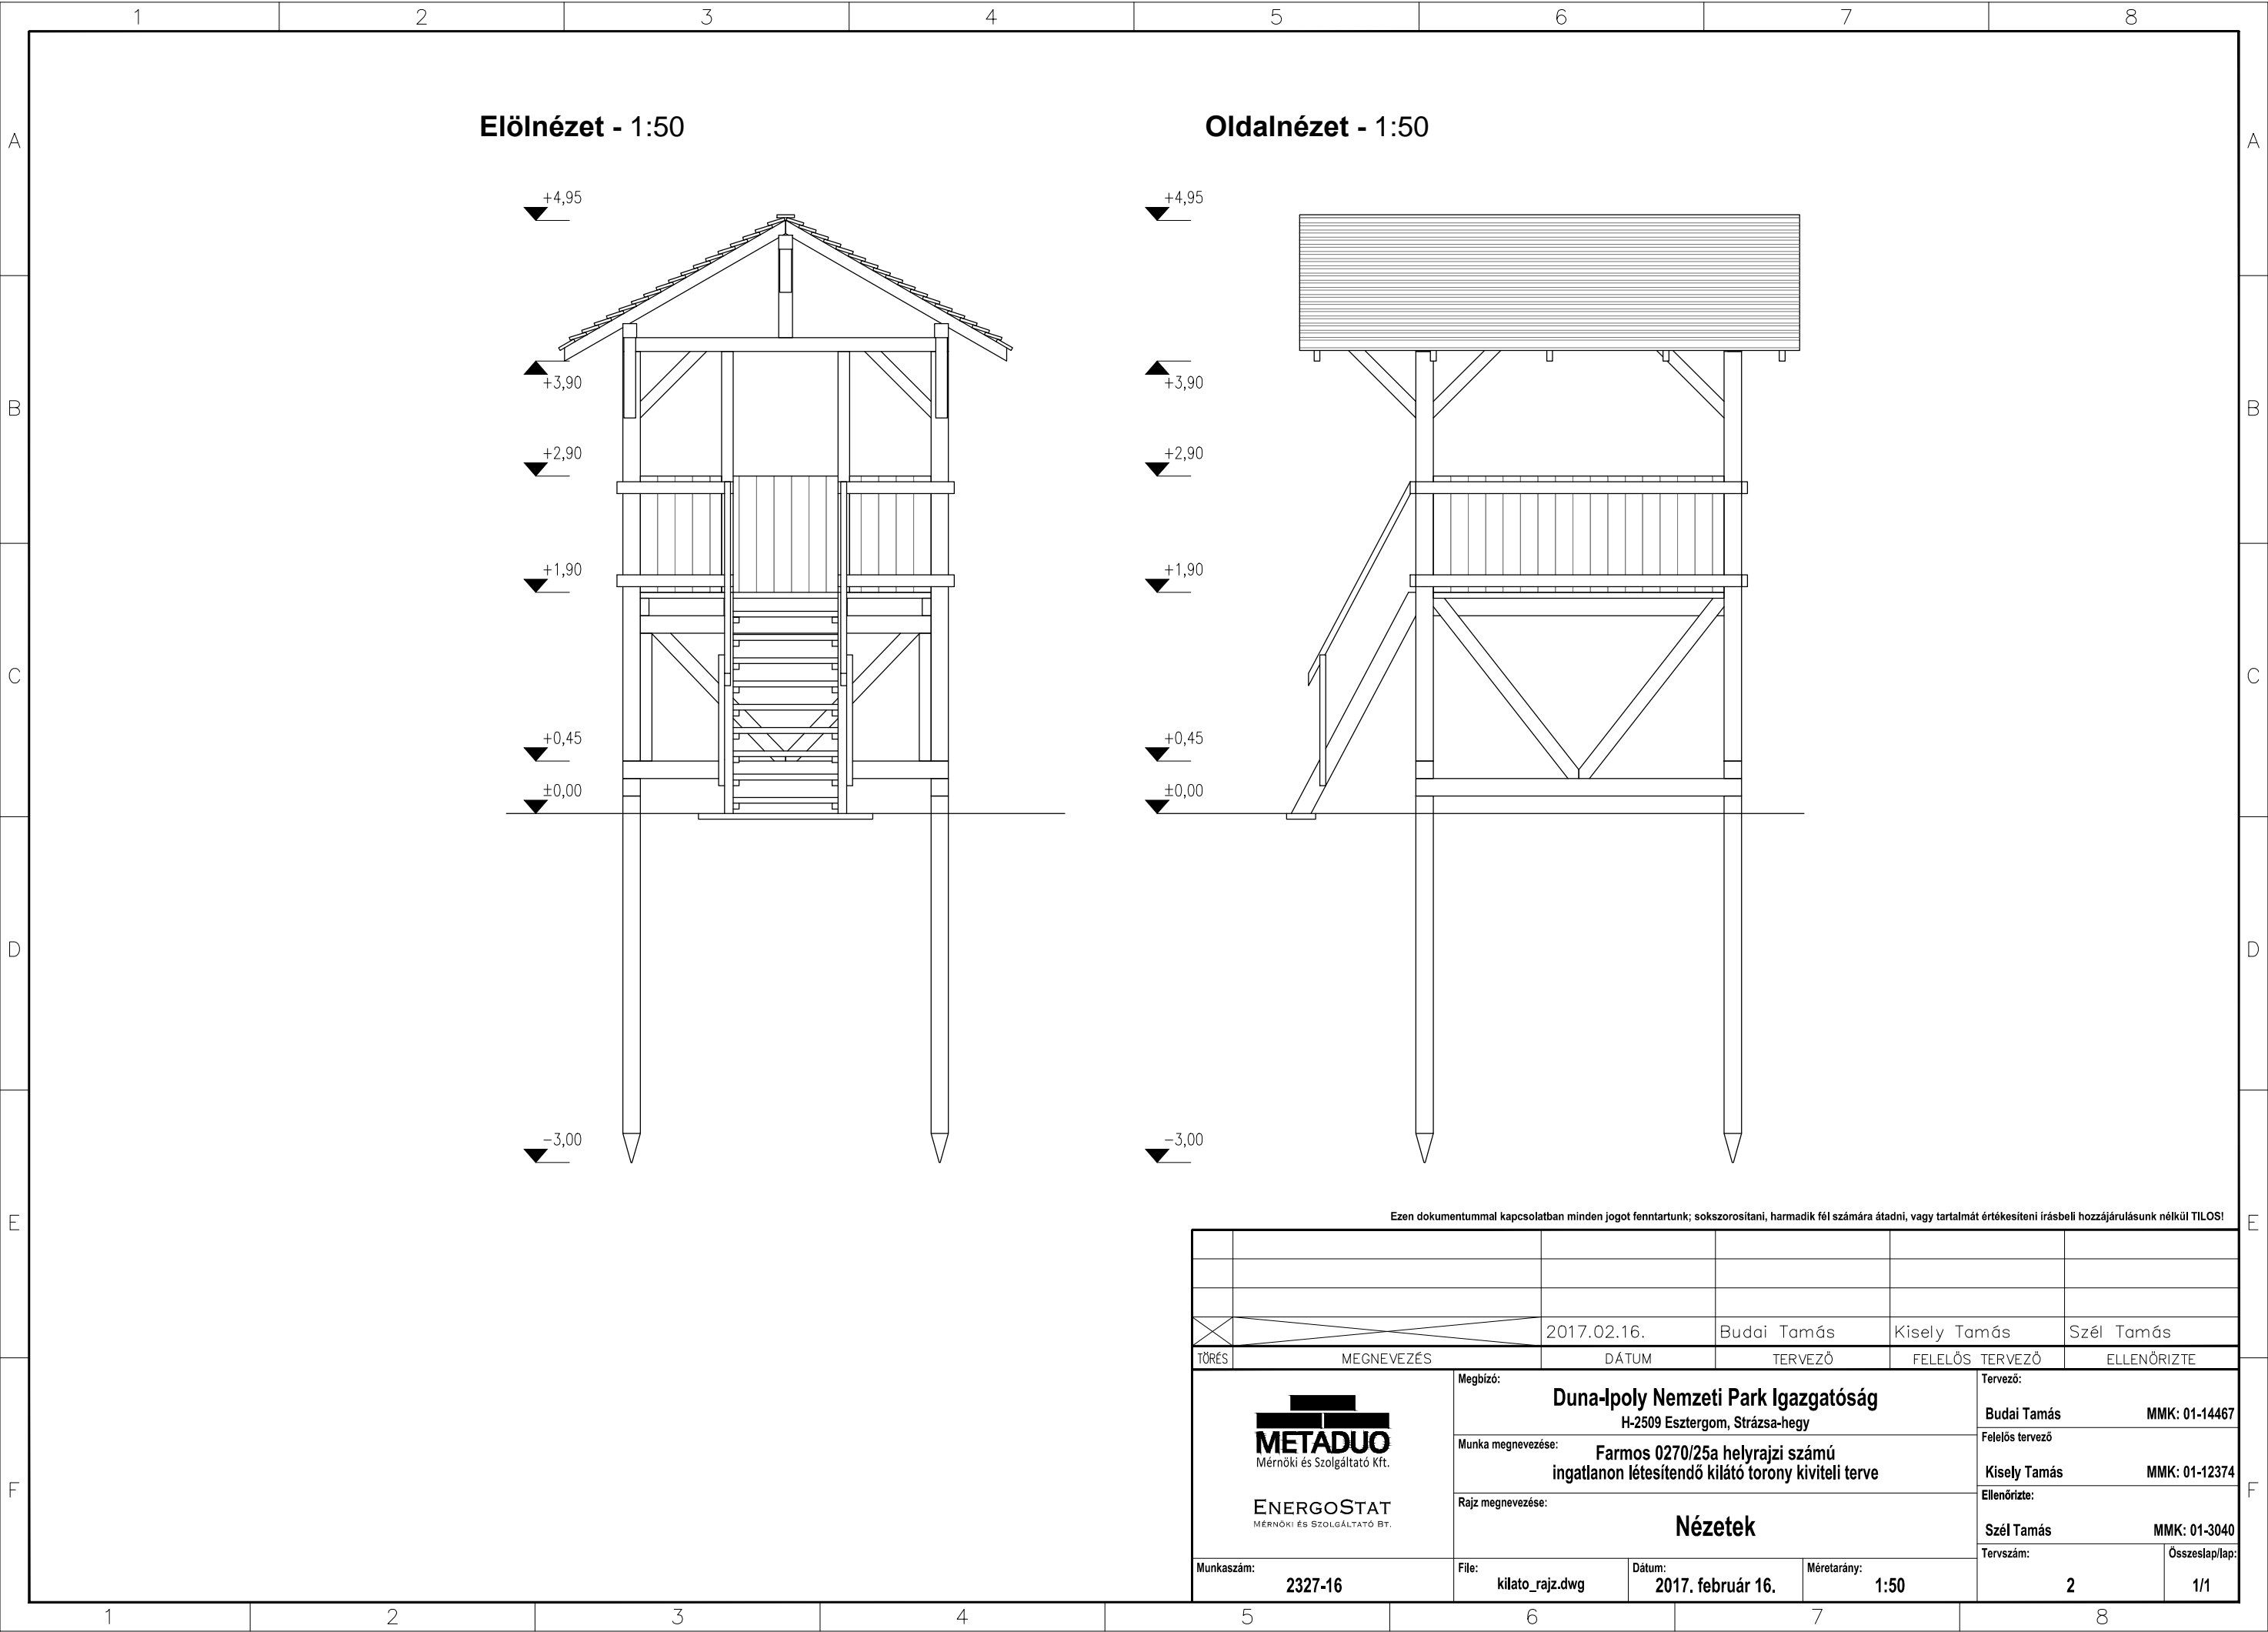 1 2 3 4 5 6 7 8
A A
Elölnézet - 1:50
Oldalnézet - 1:50
+4,95
+4,95
+3,90
+3,90
B B
+2,90
+2,90
+1,90
+1,90
C C
+0,45
+0,45
±0,00
±0,00
D D
-3,00
-3,00
Ezen dokumentummal kapcsolatban minden jogot fenntartunk; sokszorosítani, harmadik fél számára átadni, vagy tartalmát értékesíteni írásbeli hozzájárulásunk nélkül TILOS!
E E
2017.02.16. Budai Tamás Kisely Tamás Szél Tamás
TÖRÉS MEGNEVEZÉS DÁTUM TERVEZŐ FELELŐS TERVEZŐ ELLENŐRIZTE
METADUO
Mérnöki és Szolgáltató Kft.
ENERGOSTAT
MÉRNÖKI ÉS SZOLGÁLTATÓ BT.
Megbízó:
Duna-Ipoly Nemzeti Park Igazgatóság
H-2509 Esztergom, Strázsa-hegy
Munka megnevezése:
Farmos 0270/25a helyrajzi számú
ingatlanon létesítendő kilátó torony kiviteli terve
Rajz megnevezése:
Nézetek
Tervező:
Budai Tamás MMK: 01-14467
Felelős tervező
Kisely Tamás MMK: 01-12374
Ellenőrizte:
Szél Tamás MMK: 01-3040
F F
Munkaszám:
2327-16
File:
kilato_rajz.dwg
Dátum:
2017. február 16.
Méretarány:
1:50
Tervszám:
2
Összeslap/lap:
1/1
1 2 3 4 5 6 7 8